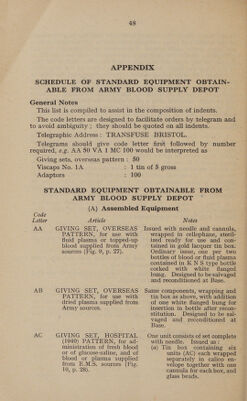 48
APPENDIX
SCHEDULE OF STANDARD EQUIPMENT OBTAIN-
ABLE FROM ARMY BLOOD SUPPLY DEPOT
General Notes
This list is compiled to assist in the composition of indents.
The code letters are designed to facilitate orders by telegram and
to avoid ambiguity ; they should be quoted on all indents.
Telegraphic Address : TRANSFUSE BRISTOL.
Telegrams should give code letter first followed by number
required, e.g. AA 50 VA 1 MC 100 would be interpreted as
Giving sets, overseas pattern : 50
Viscaps No. 1A : 1 tin of 5 gross
Adaptors : 100
STANDARD EQUIPMENT OBTAINABLE FROM
ARMY BLOOD SUPPLY DEPOT
(A) Assembled Equipment
Code
Letter Article Notes
AA GIVING SET, OVERSEAS Issued with needle and cannula,
PATTERN, for use with wrapped in cellophane, steril-
fluid plasma or topped-up ised ready for use and con-
blood supplied from Army tained in gold lacquer tin box.
sources [Fig. 9, p. 27). Ordinary issue, one per two
bottles of blood or fluid plasma
contained in K N S type bottle
corked with white flanged
bung. Designed to be salvaged
and reconditioned at Base.
AB GIVING SET, OVERSEAS Same components, wrapping and
PATTERN, for use with tin box as above, with addition
dried plasma supplied from of one white flanged bung for
Army sources. insertion in bottle after recon-
stitution. Designed to be sal-
vaged and reconditioned at
Base.
AC GIVING SET, HOSPITAL One unit consists of set complete
(1940) PATTERN, for ad- with needle. Issued as :
ministration of fresh blood (a) Tin box containing six
or of glucose-saline, and of units (AC) each wrapped
blood or plasma supplied separately in calico en-
from E.M.S. sources (Fig. velope together with one
10, p. 28). cannula for each box, and
glass beads.